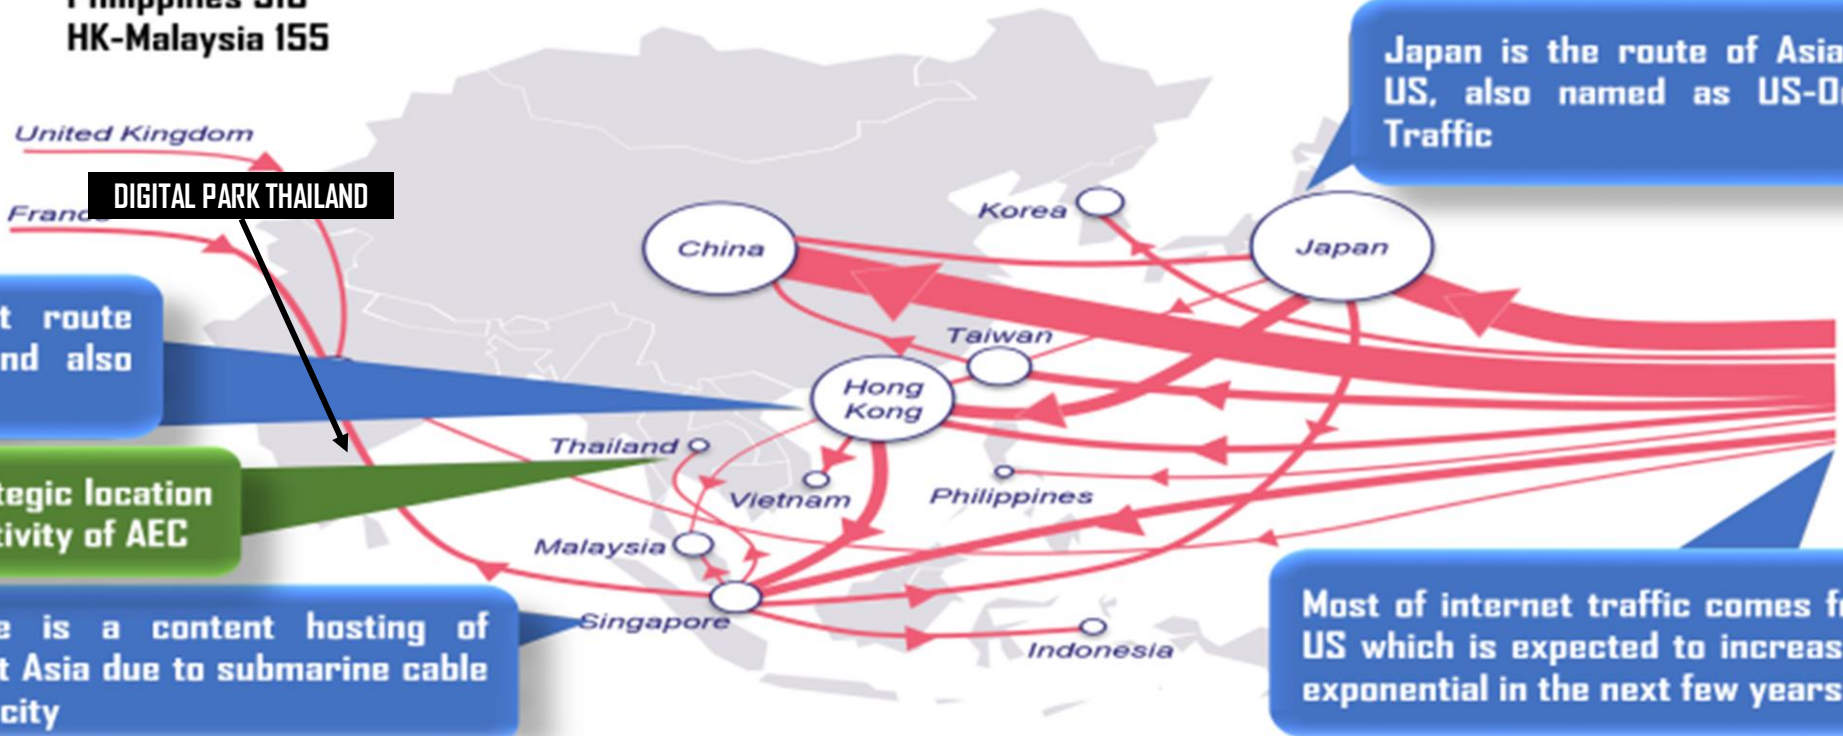 HK-Malaysia 155
United Kingdom
DIGITAL PARK THAILAND
Japan is the route of Asia
US, also named as
Traffic
China
Korea
Japan
Taiwan
Hong
Kong
route
also
Thailand
Vietnam
Philippines
location
of AEC
Malaysia
Singapore
Indonesia
is a content hosting of
Asia due to submarine cable
Most of internet traffic comes
US which is expected to
exponential in the next few years